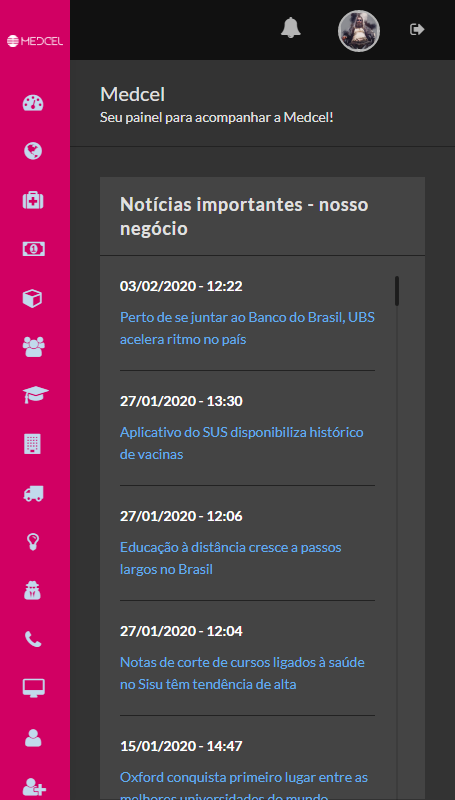 MEDCEL
Medcel
Seu painel para acompanhar a Medcel!
Notícias importantes - nosso
negócio
03/02/2020 - 12:22
Perto de se juntar ao Banco do Brasil, UBS
acelera ritmo no país
27/01/2020 - 13:30
Aplicativo do SUS disponibiliza histórico
de vacinas
27/01/2020 - 12:06
Educação à distância cresce a passos
largos no Brasil
27/01/2020 - 12:04
Notas de corte de cursos ligados à saúde
no Sisu têm tendência de alta
15/01/2020 - 14:47
Oxford conquista primeiro lugar entre as
melhores universidades do mundo